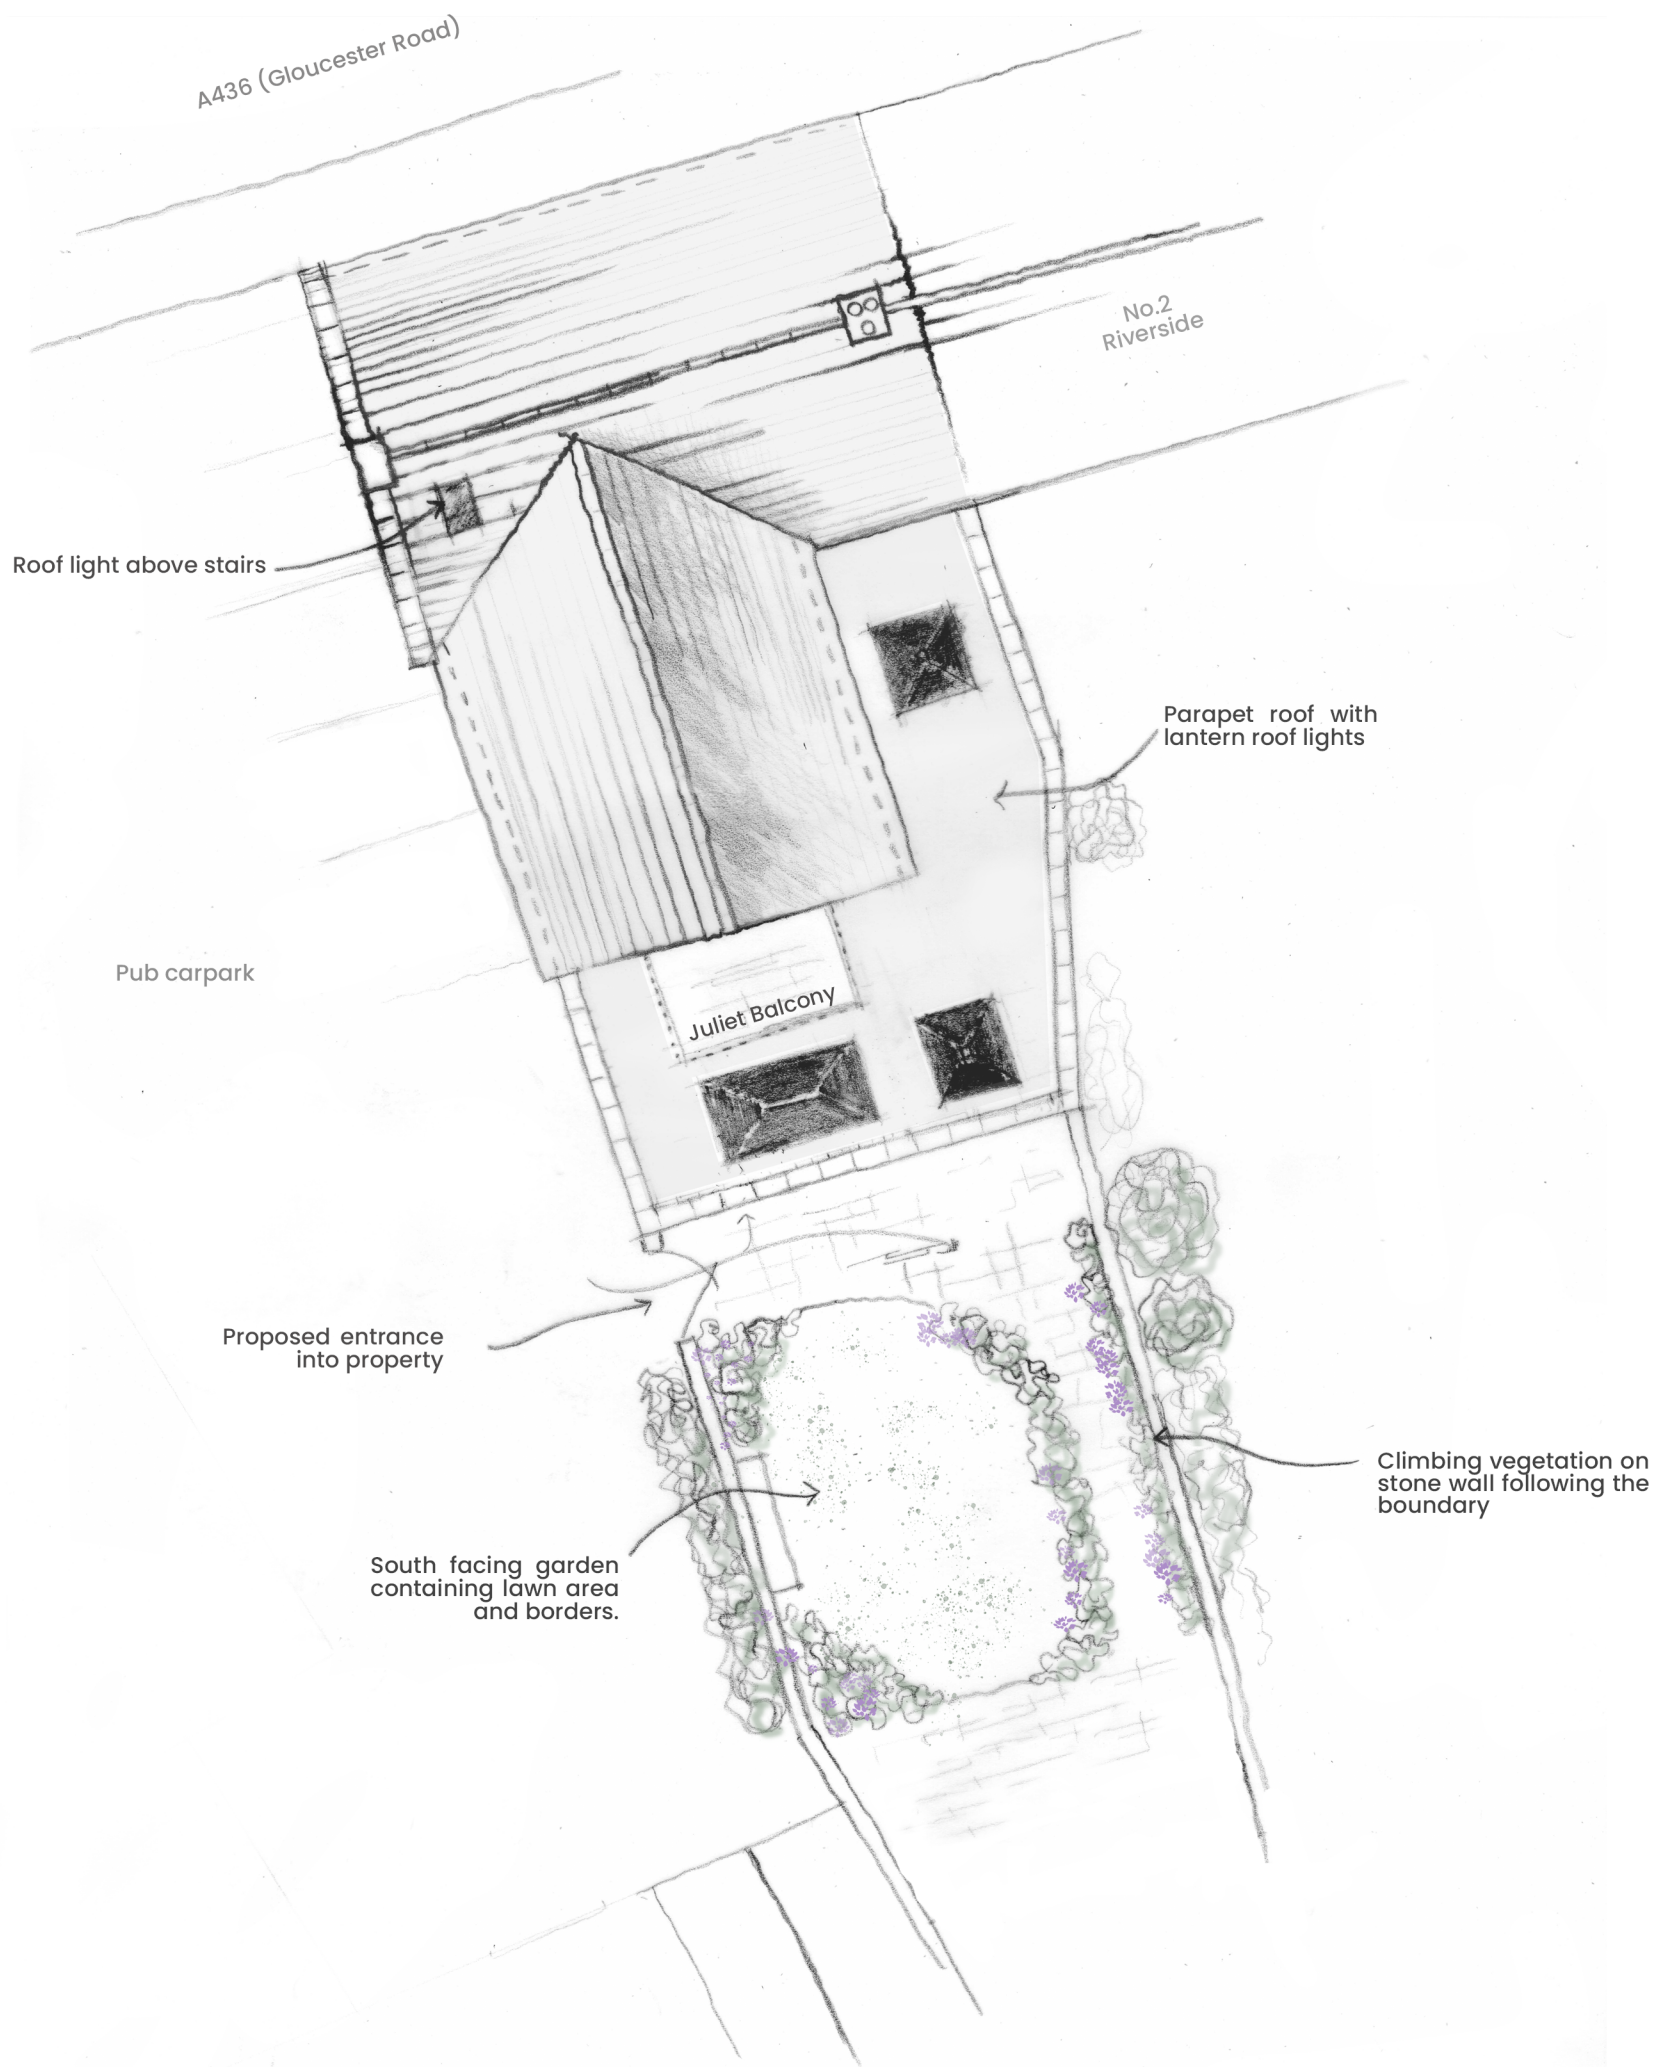 A436 (Gloucester Road)
No.2
Riverside
Roof light above stairs
Parapet roof with
lantern roof lights
Pub carpark
Juliet Balcony
Proposed entrance
into property
Climbing vegetation on
stone wall following the
boundary
South facing garden
containing lawn area
and borders.